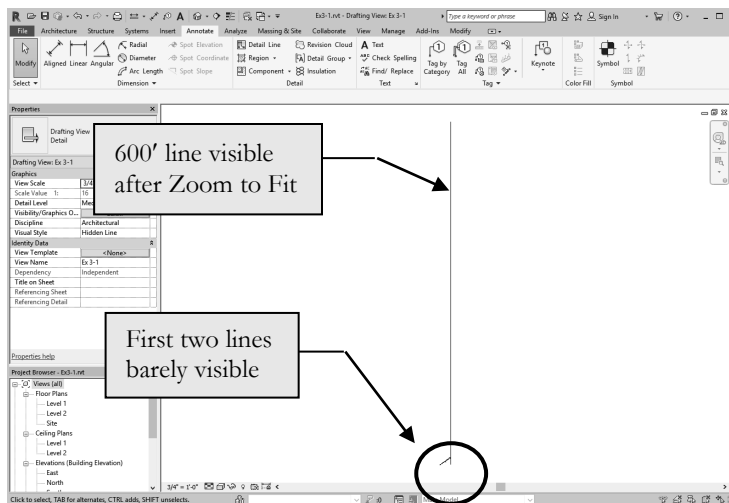 Ex3-1.rvt - Drafting View: Ex 3-1
Type a keyword or phrase
Sign In
File Architecture Structure Systems Insert Annotate Analyze Massing & Site Collaborate View Manage Add-Ins Modify
Modify
Aligned Linear Angular
Radial
Diameter
Arc Length
Spot Elevation
Spot Coordinate
Spot Slope
Detail Line
Region
Component
Revision Cloud
Detail Group
Insulation
A Text
Check Spelling
Find/ Replace
Tag by Category
Tag All
Keynote
Symbol
Select
Dimension
Detail
Text
Tag
Color Fill
Symbol
Properties
Drafting View
Detail
Drafting View: Ex 3-1
Graphics
View Scale 3/4
Scale Value 1: 16
Detail Level
Visibility/Graphics O...
Discipline Architectural
Visual Style Hidden Line
Identity Data
View Template <None>
View Name Ex 3-1
Dependency Independent
Title on Sheet
Referencing Sheet
Referencing Detail
Properties help
Project Browser - Ex3-1.rvt
Views (all)
Floor Plans
Level 1
Level 2
Site
Ceiling Plans
Level 1
Level 2
Elevations (Building Elevation)
East
North
600' line visible
after Zoom to Fit
First two lines
barely visible
3/4" = 1'-0"
Click to select, TAB for alternates, CTRL adds, SHIFT unselects.
:0
Model